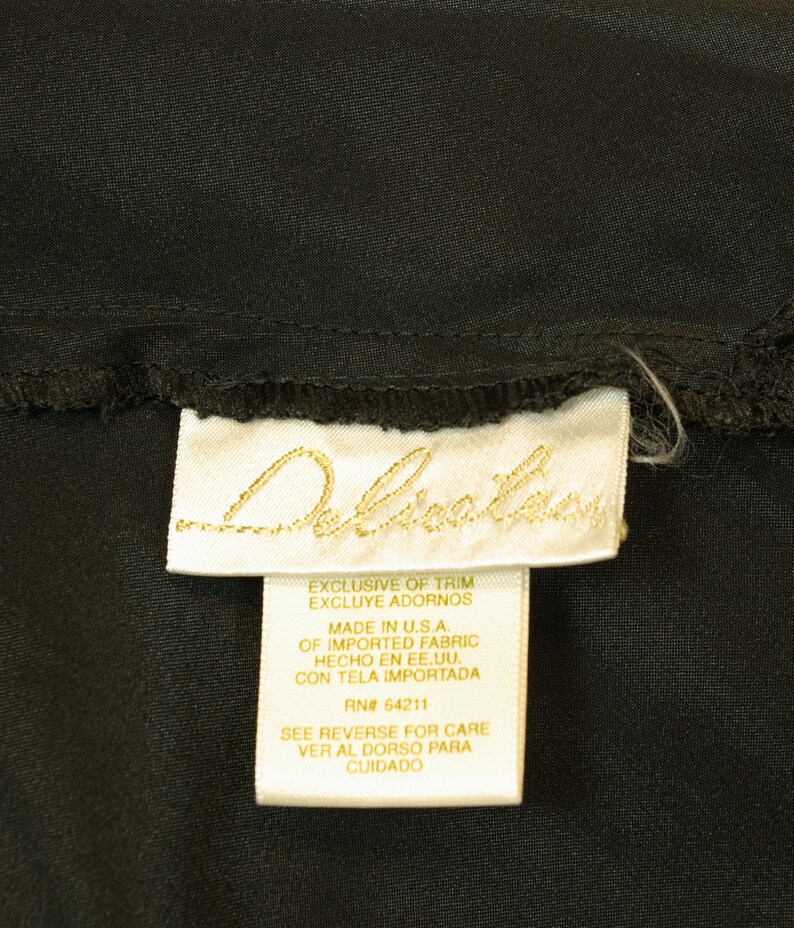 Delicates
EXCLUSIVE OF TRIM
EXCLUYE ADORNOS
MADE IN U.S.A.
OF IMPORTED FABRIC
HECHO EN EE.UU.
CON TELA IMPORTADA
RN# 64211
SEE REVERSE FOR CARE
VER AL DORSO PARA
CUIDADO